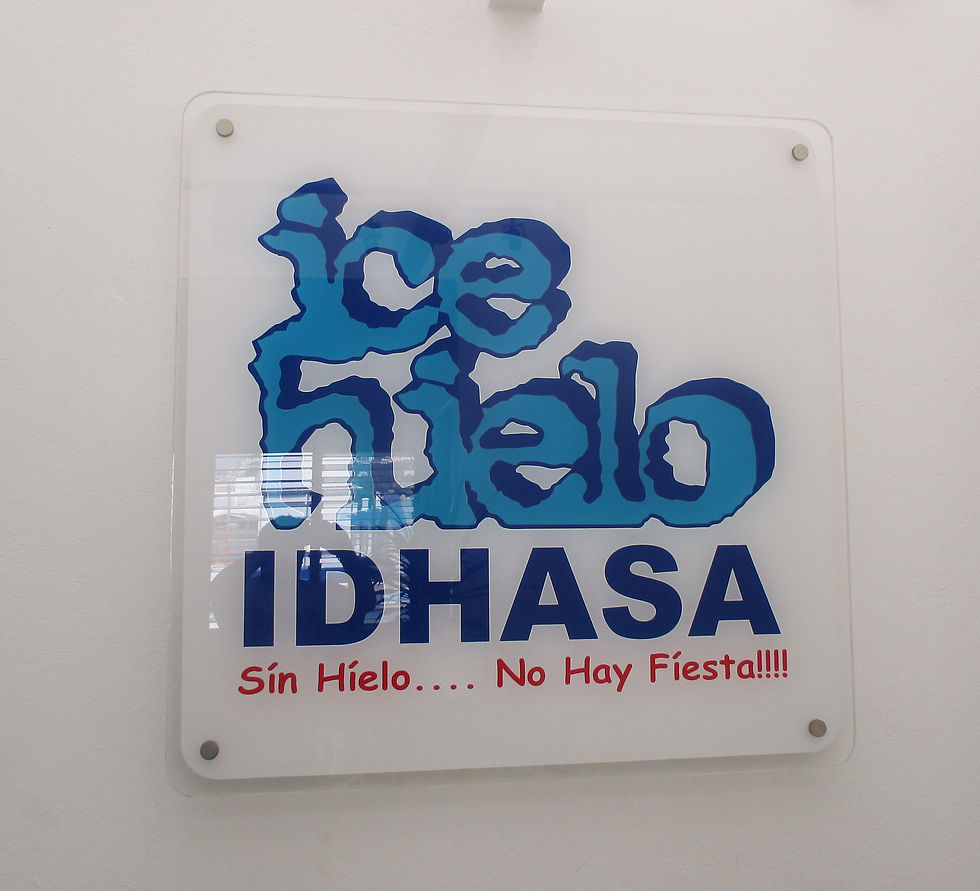 ice
hielo
IDHASA
Sín Híelo.... No Hay Fíesta!!!!